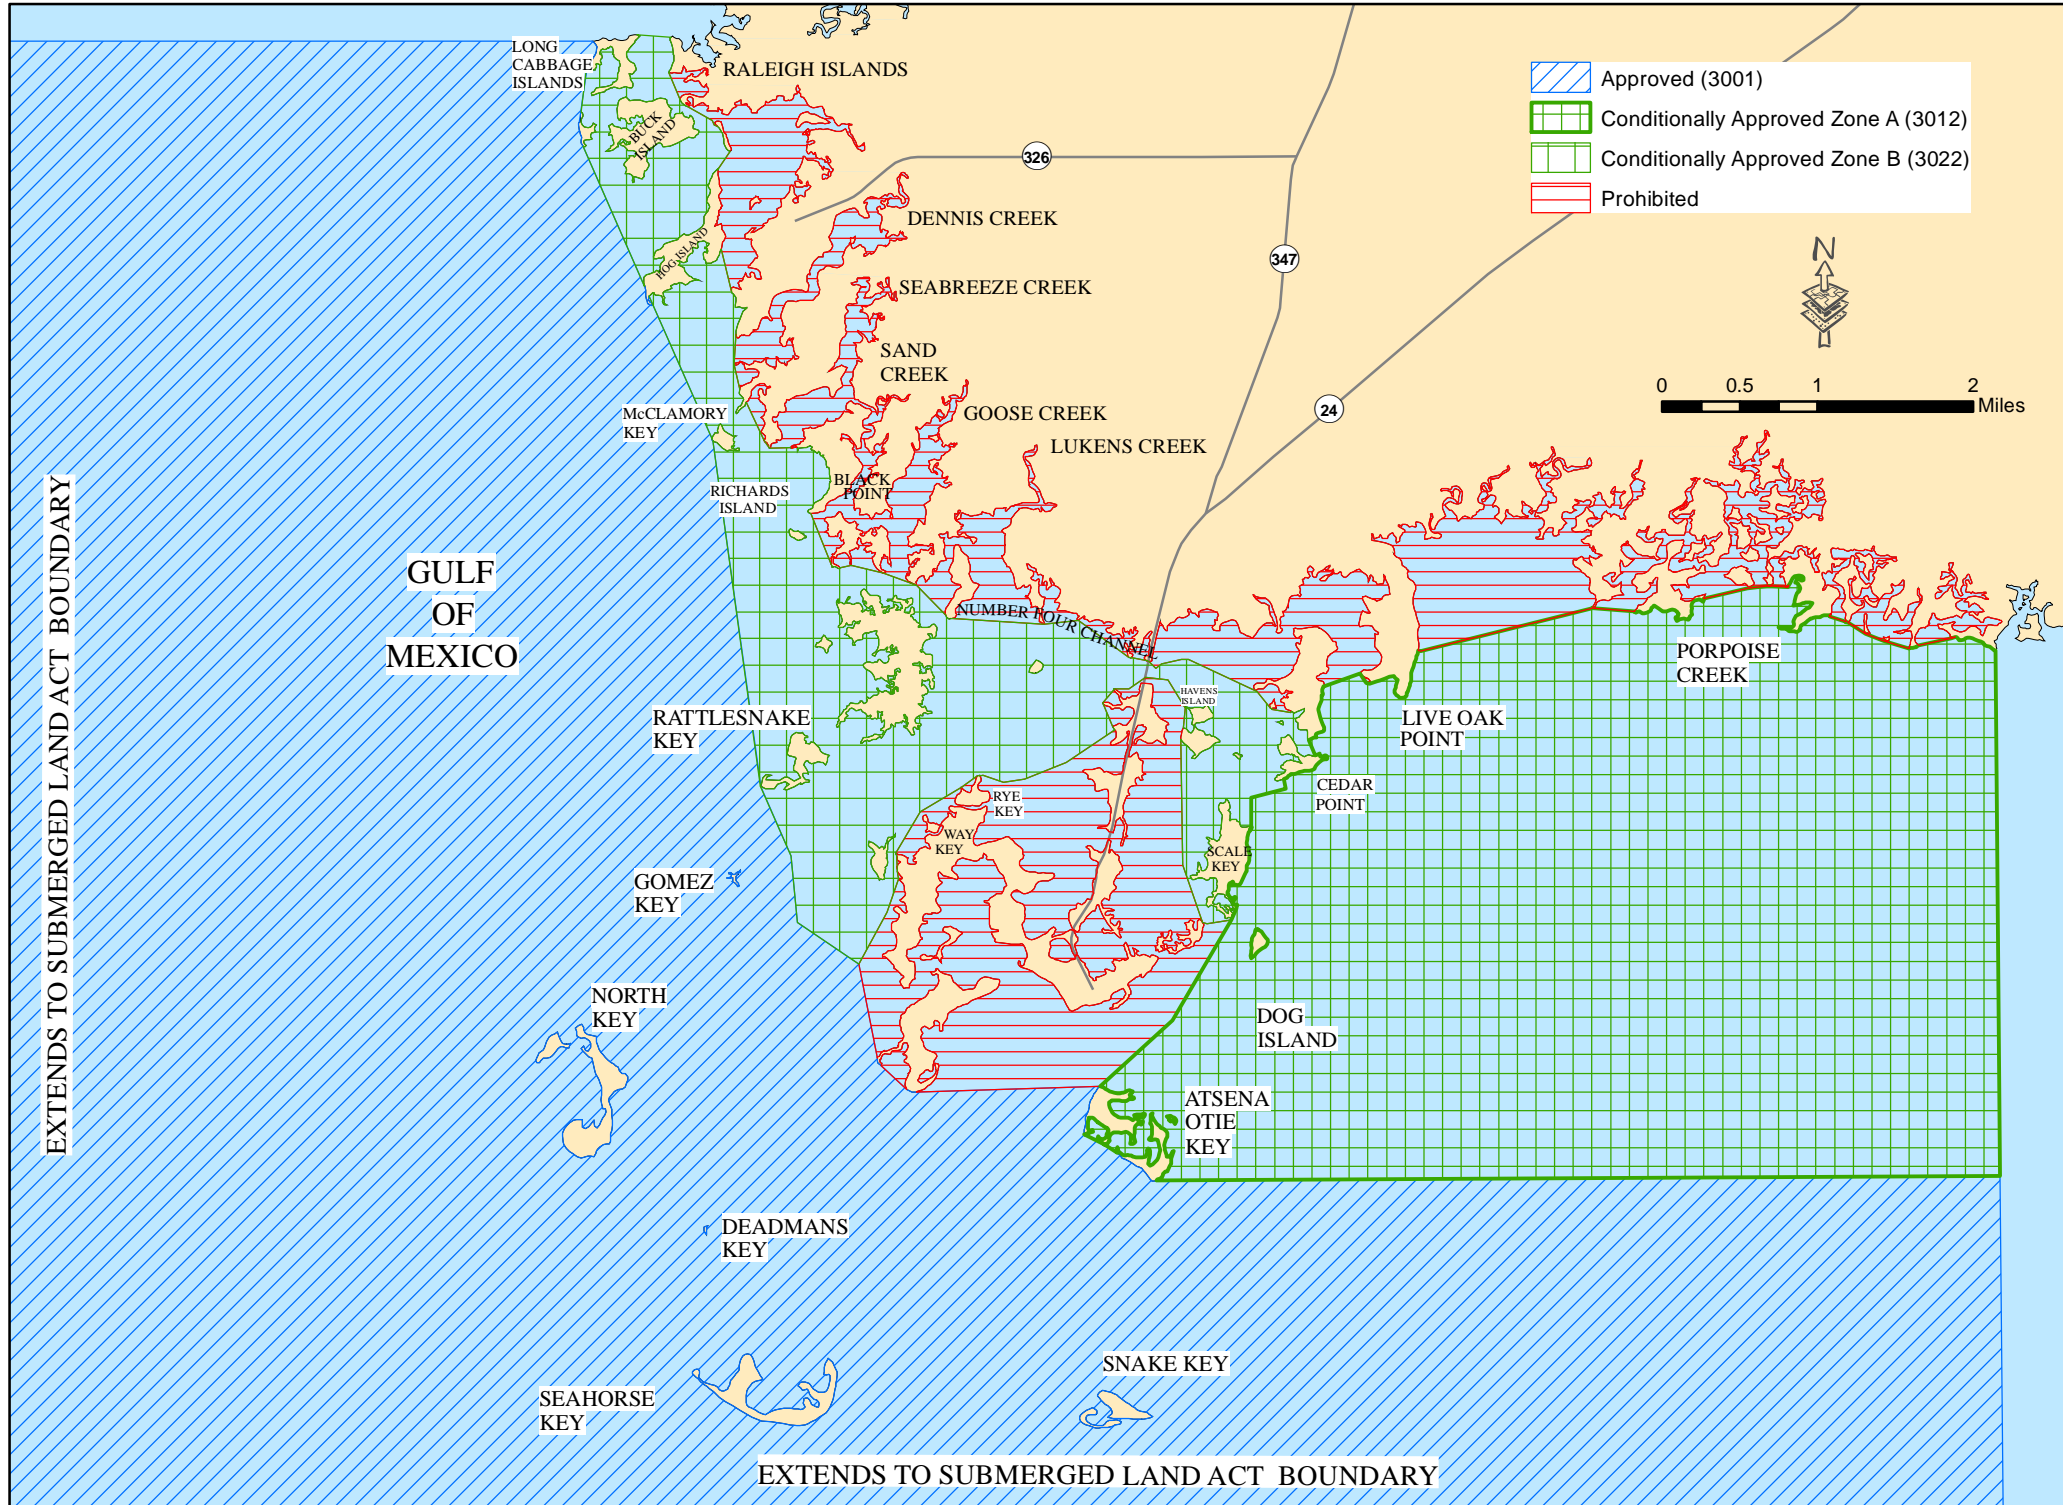 LONG
CABBAGE
ISLANDS
RALEIGH ISLANDS
BUCK
ISLAND
HOG ISLAND
326
DENNIS CREEK
347
SEABREEZE CREEK
SAND
CREEK
24
GOOSE CREEK
LUKENS CREEK
McCLAMORY
KEY
BLACK
POINT
RICHARDS
ISLAND
Approved (3001)
Conditionally Approved Zone A (3012)
Conditionally Approved Zone B (3022)
Prohibited
N
0 0.5 1 2
Miles
EXTENDS TO SUBMERGED LAND ACT BOUNDARY
GULF
OF
MEXICO
NUMBER FOUR CHANNEL
PORPOISE
CREEK
HAVENS
ISLAND
RATTLESNAKE
KEY
LIVE OAK
POINT
CEDAR
POINT
RYE
KEY
WAY
KEY
SCALE
KEY
GOMEZ
KEY
NORTH
KEY
DOG
ISLAND
ATSENA
OTIE
KEY
DEADMANS
KEY
SNAKE KEY
SEAHORSE
KEY
EXTENDS TO SUBMERGED LAND ACT BOUNDARY